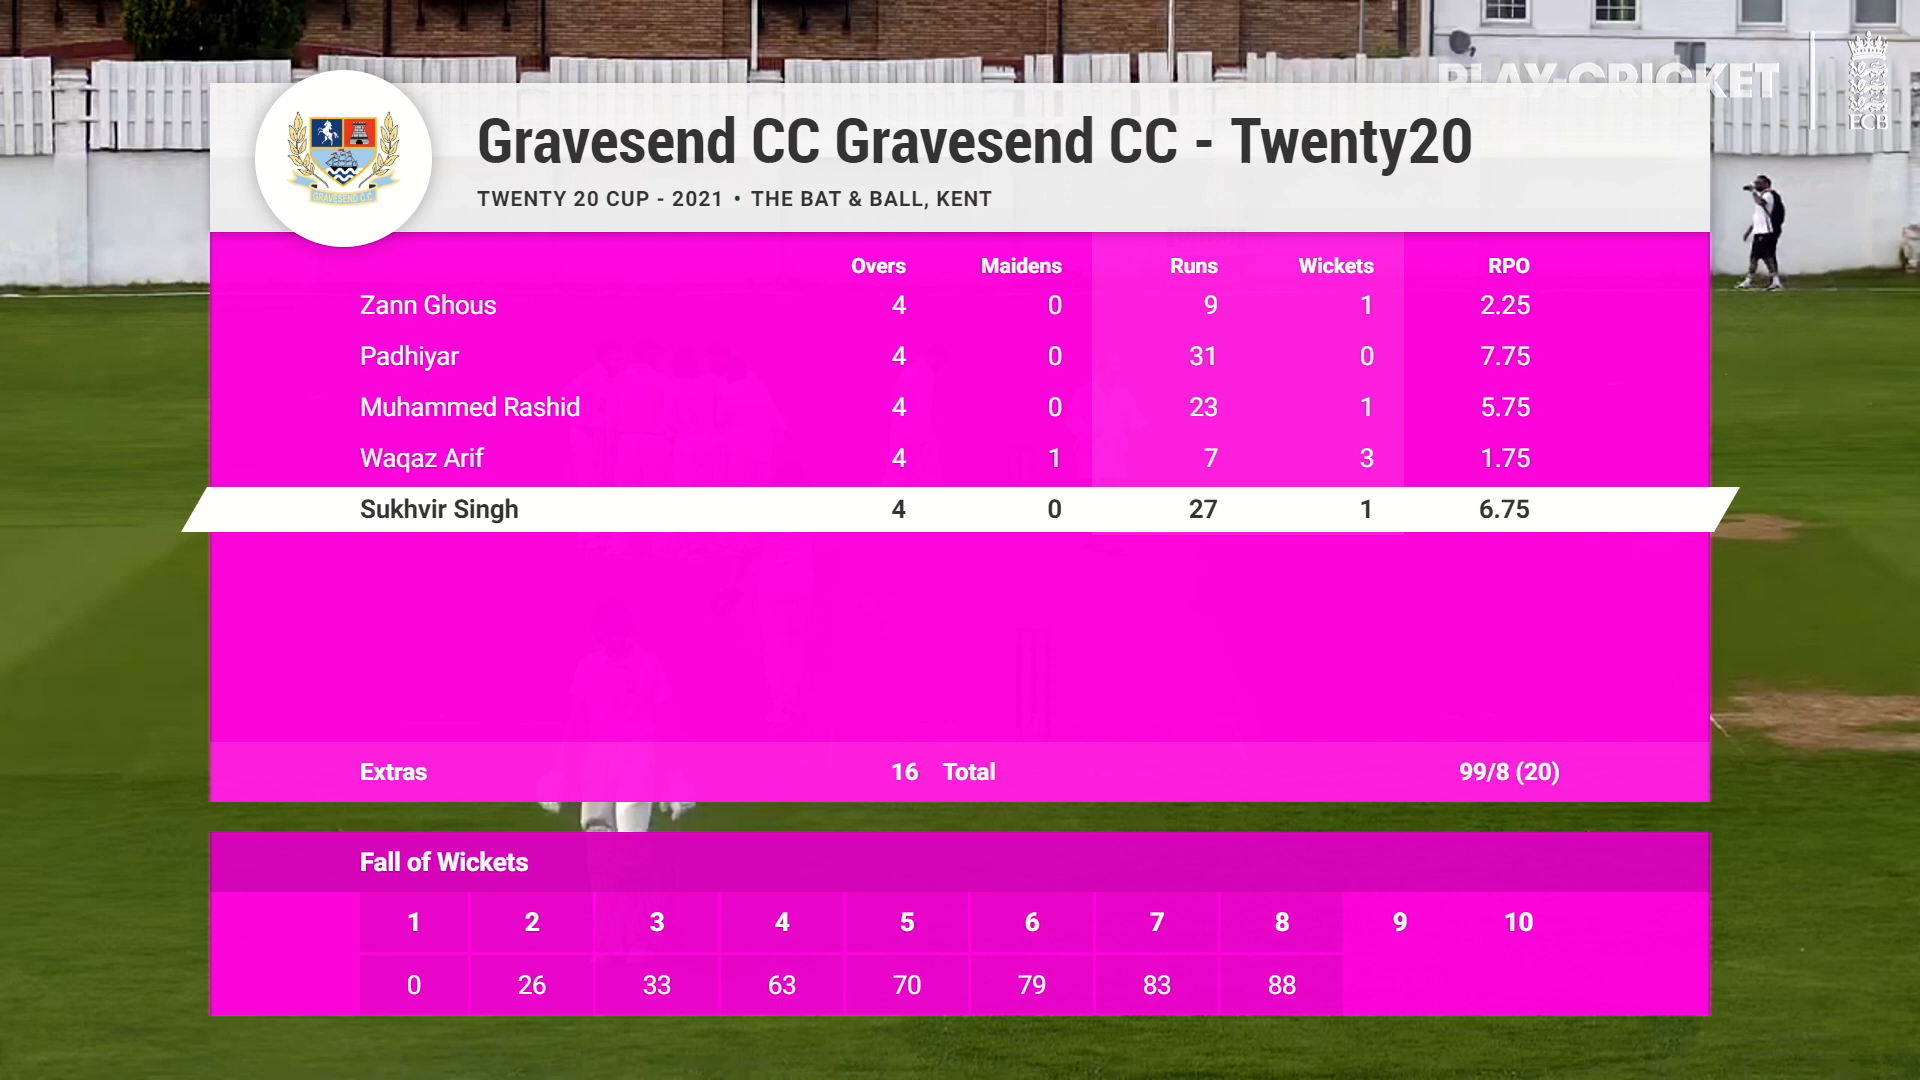 PLAY-CRICKET
ECB
GRAVESEND C.C.
Gravesend CC Gravesend CC - Twenty20
TWENTY 20 CUP - 2021 • THE BAT & BALL, KENT
Overs Maidens Runs Wickets RPO
Zann Ghous 4 0 9 1 2.25
Padhiyar 4 0 31 0 7.75
Muhammed Rashid 4 0 23 1 5.75
Waqaz Arif 4 1 7 3 1.75
Sukhvir Singh 4 0 27 1 6.75
Extras 16 Total 99/8 (20)
Fall of Wickets
1 2 3 4 5 6 7 8 9 10
0 26 33 63 70 79 83 88